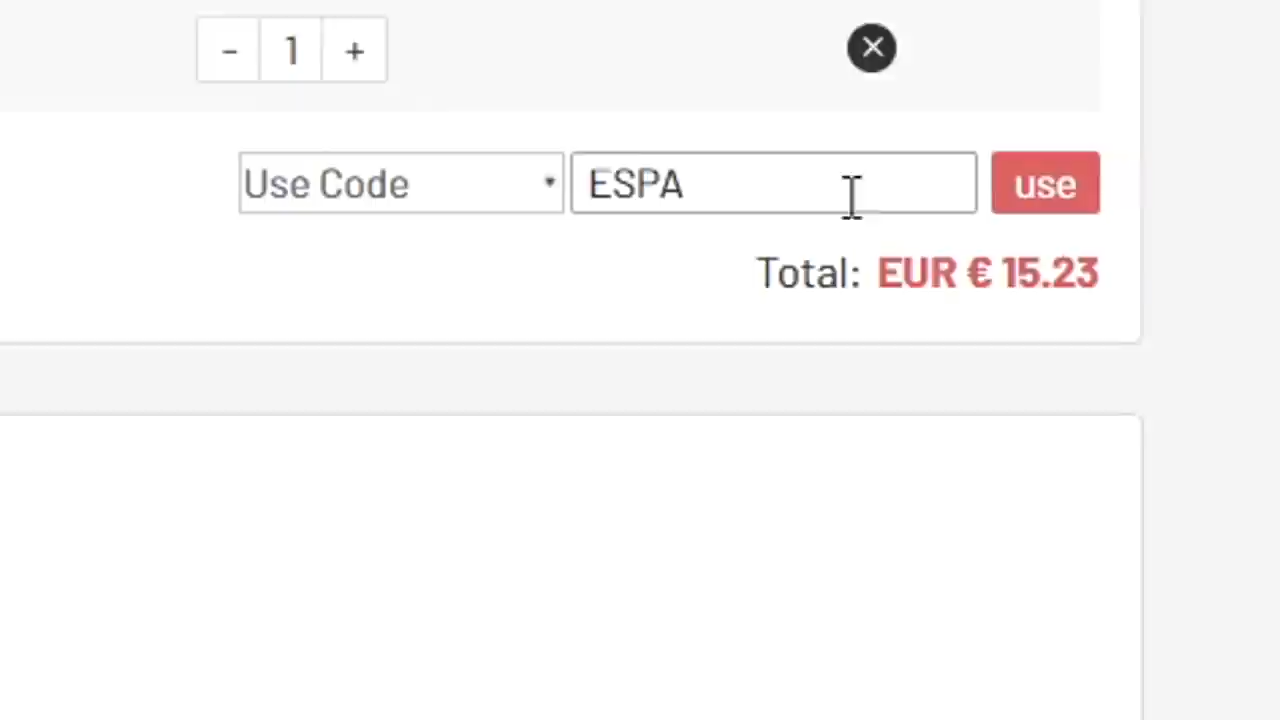 - 1 +
Use Code ESPA use
Total: EUR € 15.23